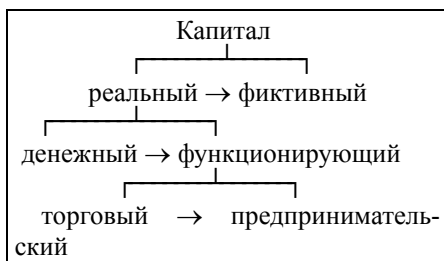 Капитал
реальный → фиктивный
денежный → функционирующий
торговый → предприниматель-
ский